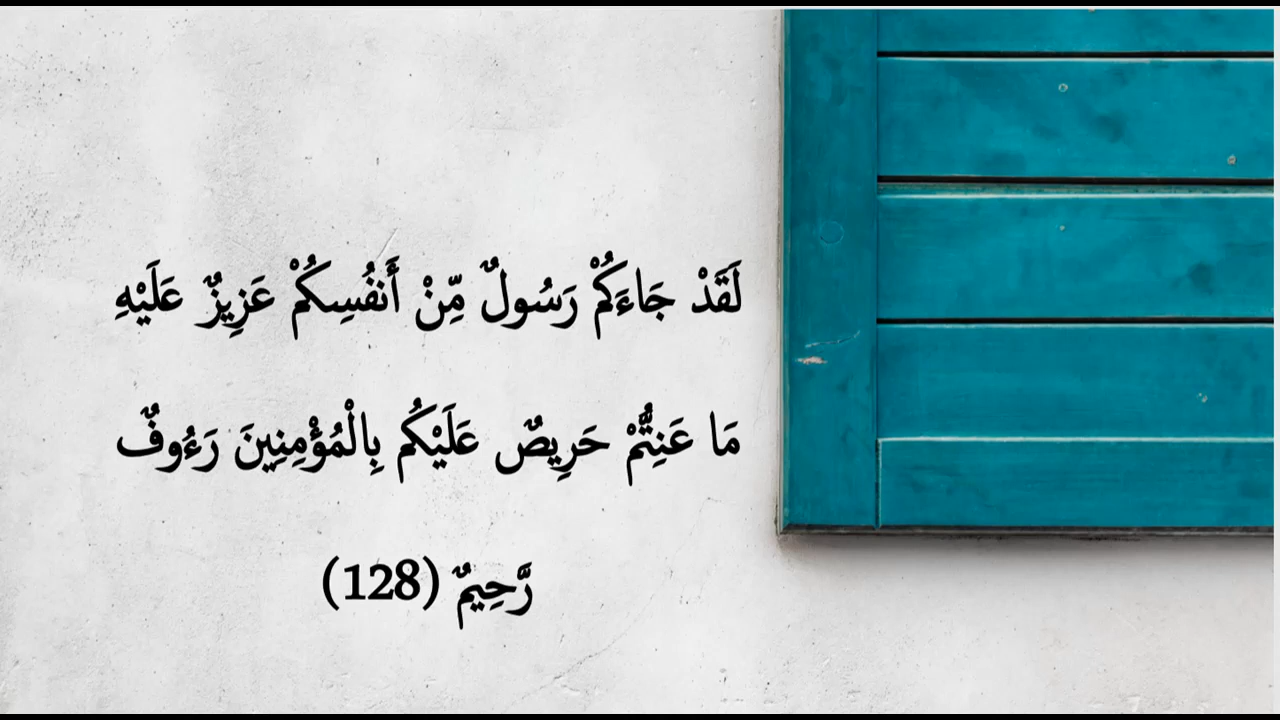 لَقَدْ جَاءَكُمْ رَسُولٌ مِّنْ أَنفُسِكُمْ عَزِيزٌ عَلَيْهِ
مَا عَنِتُّمْ حَرِيصٌ عَلَيْكُم بِالْمُؤْمِنِينَ رَءُوفٌ
رَّحِيمٌ (128)